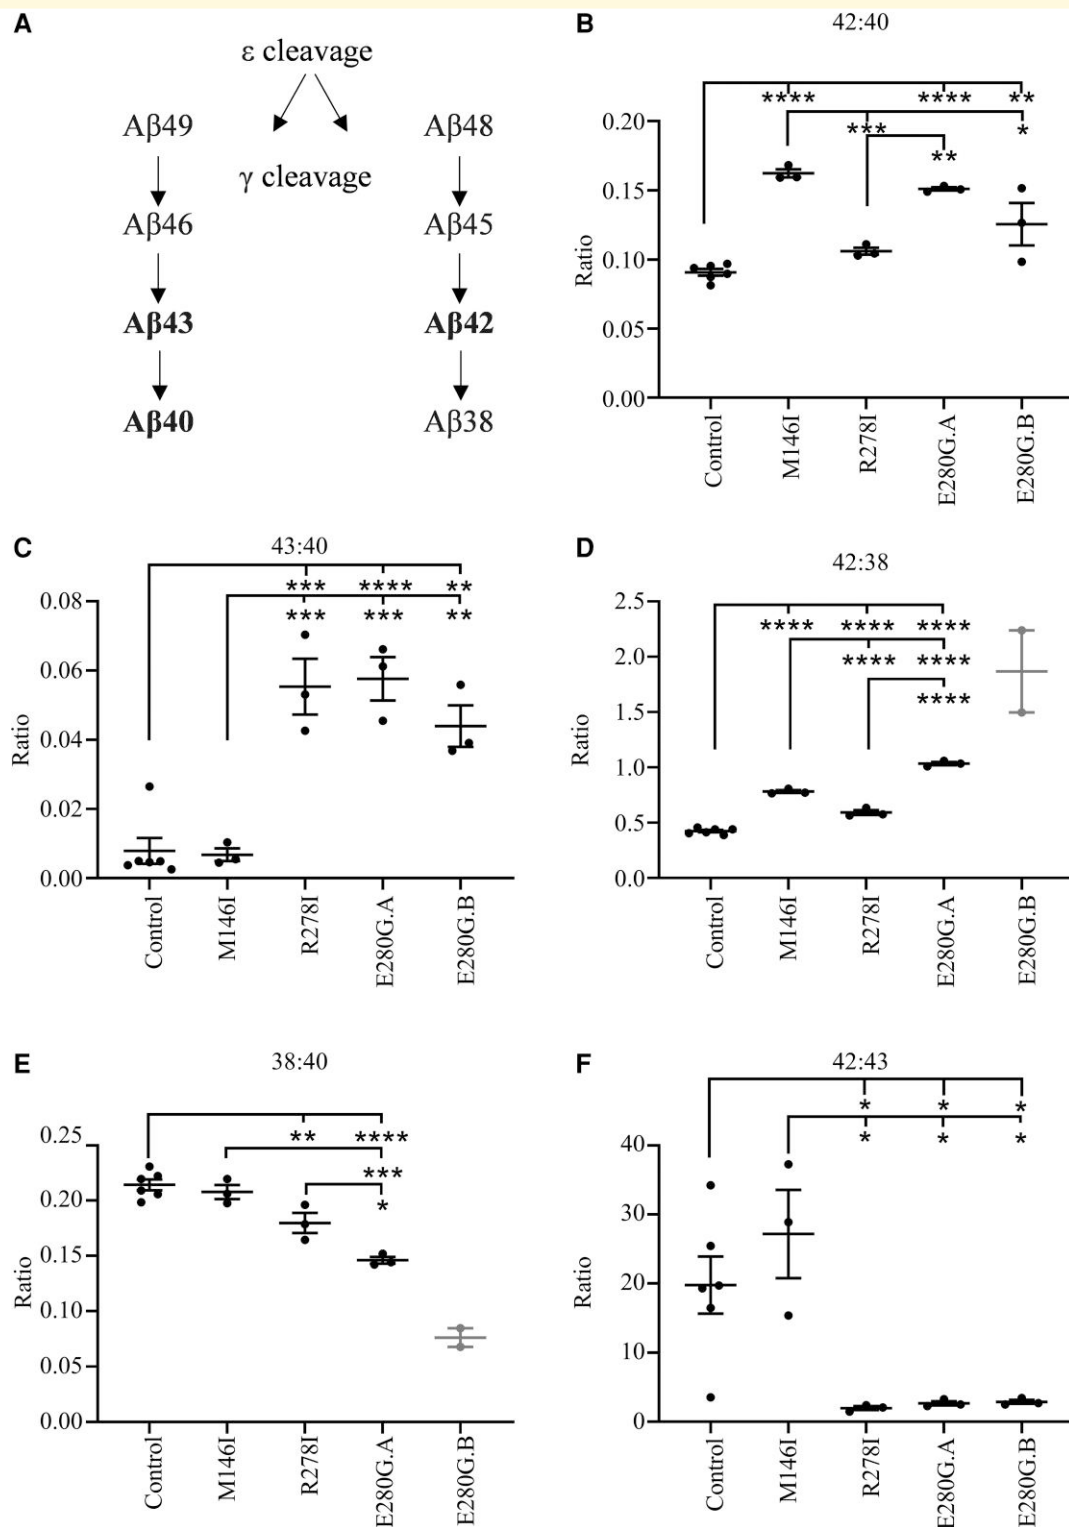 A
ε cleavage
Aβ49 Aβ48
γ cleavage
Aβ46 Aβ45
Aβ43 Aβ42
Aβ40 Aβ38
B
42:40
**** **** **
*** *
**
Ratio
0.20
0.15
0.10
0.05
0.00
Control M146I R278I E280G.A E280G.B
C
43:40
*** **** **
*** *** **
Ratio
0.08
0.06
0.04
0.02
0.00
Control M146I R278I E280G.A E280G.B
D
42:38
**** **** ****
**** ****
****
Ratio
2.5
2.0
1.5
1.0
0.5
0.0
Control M146I R278I E280G.A E280G.B
E
38:40
** ****
***
*
Ratio
0.25
0.20
0.15
0.10
0.05
0.00
Control M146I R278I E280G.A E280G.B
F
42:43
* * *
* * *
Ratio
40
30
20
10
0
Control M146I R278I E280G.A E280G.B